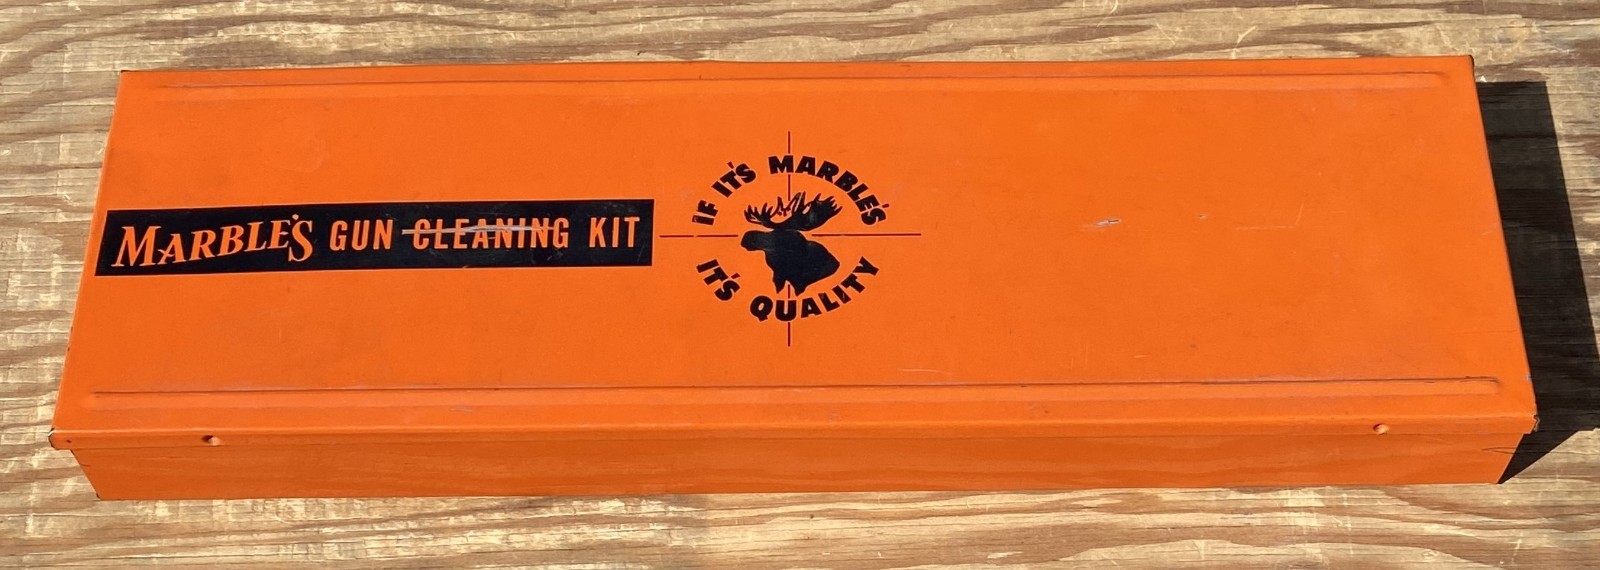 MARBLE'S GUN CLEANING KIT
IF IT'S MARBLE'S
IT'S QUALITY